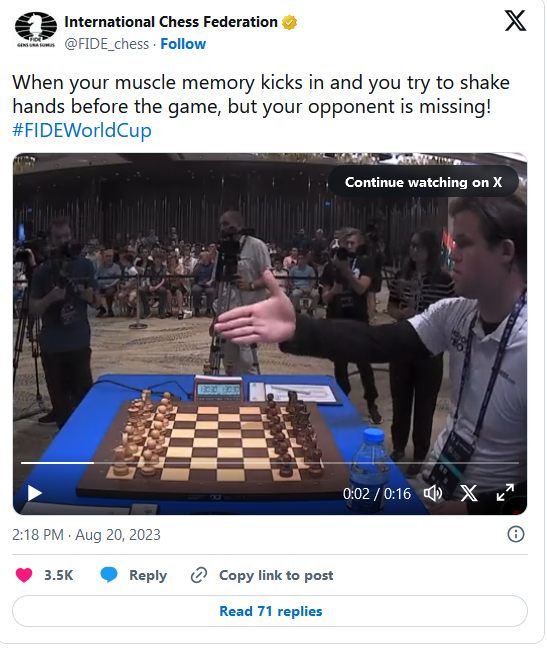 International Chess Federation
FIDE
GENS UNA SUMUS
@FIDE_chess · Follow
When your muscle memory kicks in and you try to shake
hands before the game, but your opponent is missing!
#FIDEWorldCup
Continue watching on X
0:02 / 0:16
2:18 PM · Aug 20, 2023
3.5K
Reply
Copy link to post
Read 71 replies